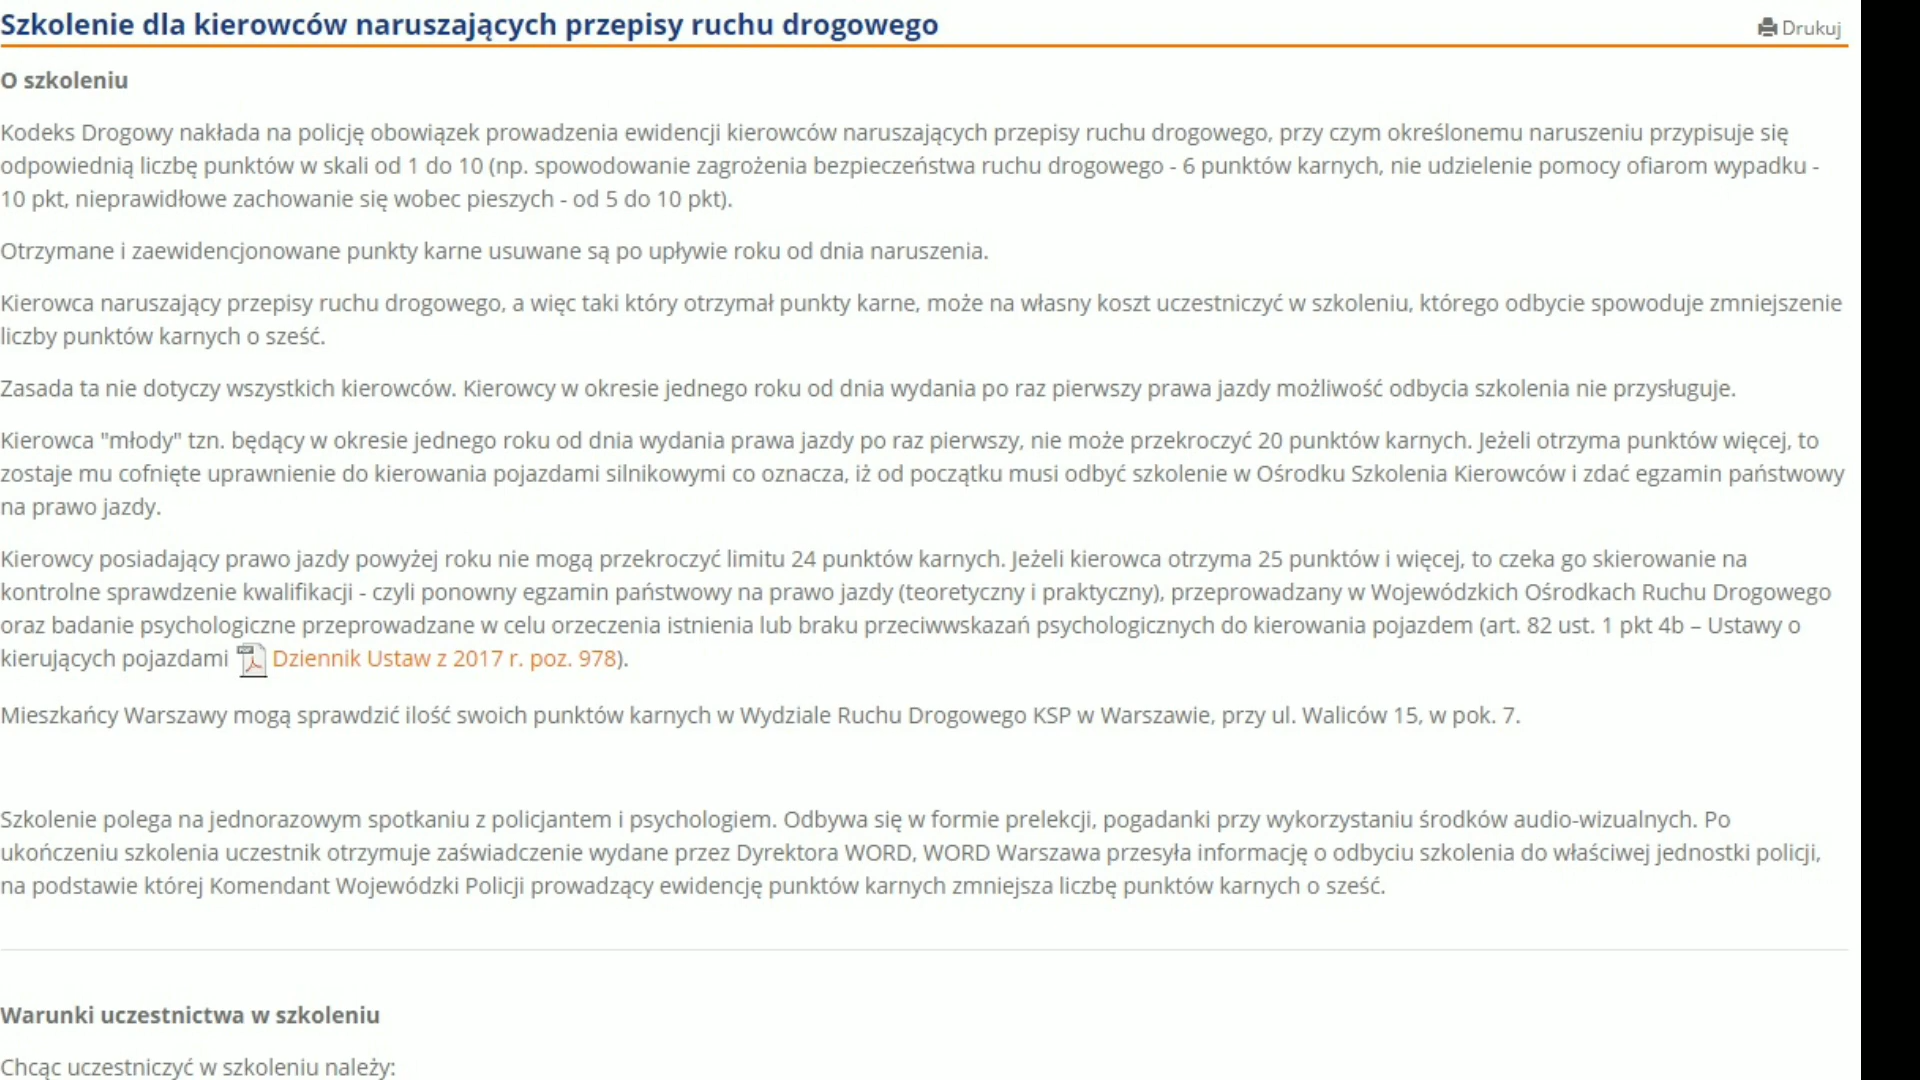 Szkolenie dla kierowców naruszających przepisy ruchu drogowego
Drukuj
O szkoleniu
Kodeks Drogowy nakłada na policję obowiązek prowadzenia ewidencji kierowców naruszających przepisy ruchu drogowego, przy czym określonemu naruszeniu przypisuje się
odpowiednią liczbę punktów w skali od 1 do 10 (np. spowodowanie zagrożenia bezpieczeństwa ruchu drogowego - 6 punktów karnych, nie udzielenie pomocy ofiarom wypadku -
10 pkt, nieprawidłowe zachowanie się wobec pieszych - od 5 do 10 pkt).
Otrzymane i zaewidencjonowane punkty karne usuwane są po upływie roku od dnia naruszenia.
Kierowca naruszający przepisy ruchu drogowego, a więc taki który otrzymał punkty karne, może na własny koszt uczestniczyć w szkoleniu, którego odbycie spowoduje zmniejszenie
liczby punktów karnych o sześć.
Zasada ta nie dotyczy wszystkich kierowców. Kierowcy w okresie jednego roku od dnia wydania po raz pierwszy prawa jazdy możliwość odbycia szkolenia nie przysługuje.
Kierowca "młody" tzn. będący w okresie jednego roku od dnia wydania prawa jazdy po raz pierwszy, nie może przekroczyć 20 punktów karnych. Jeżeli otrzyma punktów więcej, to
zostaje mu cofnięte uprawnienie do kierowania pojazdami silnikowymi co oznacza, iż od początku musi odbyć szkolenie w Ośrodku Szkolenia Kierowców i zdać egzamin państwowy
na prawo jazdy.
Kierowcy posiadający prawo jazdy powyżej roku nie mogą przekroczyć limitu 24 punktów karnych. Jeżeli kierowca otrzyma 25 punktów i więcej, to czeka go skierowanie na
kontrolne sprawdzenie kwalifikacji - czyli ponowny egzamin państwowy na prawo jazdy (teoretyczny i praktyczny), przeprowadzany w Wojewódzkich Ośrodkach Ruchu Drogowego
oraz badanie psychologiczne przeprowadzane w celu orzeczenia istnienia lub braku przeciwwskazań psychologicznych do kierowania pojazdem (art. 82 ust. 1 pkt 4b – Ustawy o
kierujących pojazdami Dziennik Ustaw z 2017 r. poz. 978).
Mieszkańcy Warszawy mogą sprawdzić ilość swoich punktów karnych w Wydziale Ruchu Drogowego KSP w Warszawie, przy ul. Waliców 15, w pok. 7.
Szkolenie polega na jednorazowym spotkaniu z policjantem i psychologiem. Odbywa się w formie prelekcji, pogadanki przy wykorzystaniu środków audio-wizualnych. Po
ukończeniu szkolenia uczestnik otrzymuje zaświadczenie wydane przez Dyrektora WORD, WORD Warszawa przesyła informację o odbyciu szkolenia do właściwej jednostki policji,
na podstawie której Komendant Wojewódzki Policji prowadzący ewidencję punktów karnych zmniejsza liczbę punktów karnych o sześć.
Warunki uczestnictwa w szkoleniu
Chcąc uczestniczyć w szkoleniu należy: